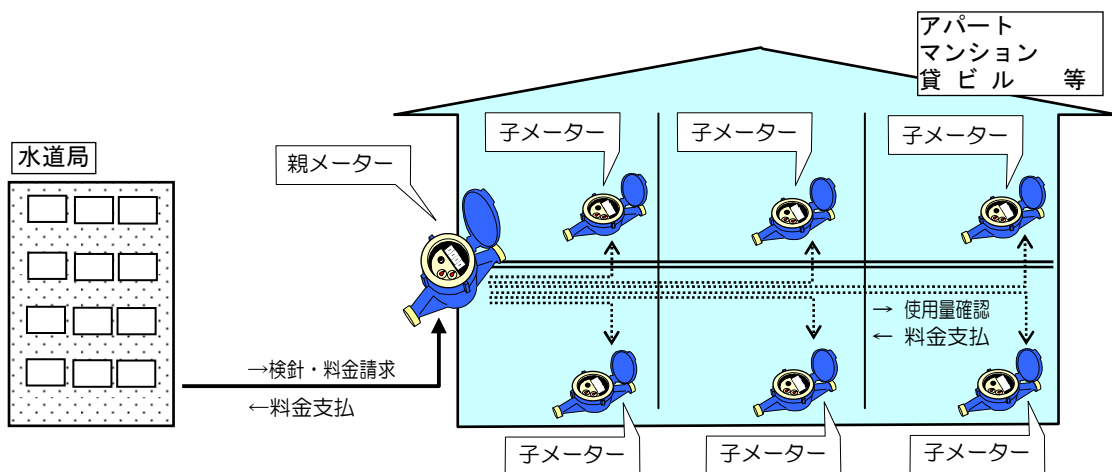 アパート
マンション
貸 ビ ル　　等
子メーター
子メーター
子メーター
水道局
親メーター
→ 使用量確認
← 料金支払
→検針・料金請求
←料金支払
子メーター
子メーター
子メーター